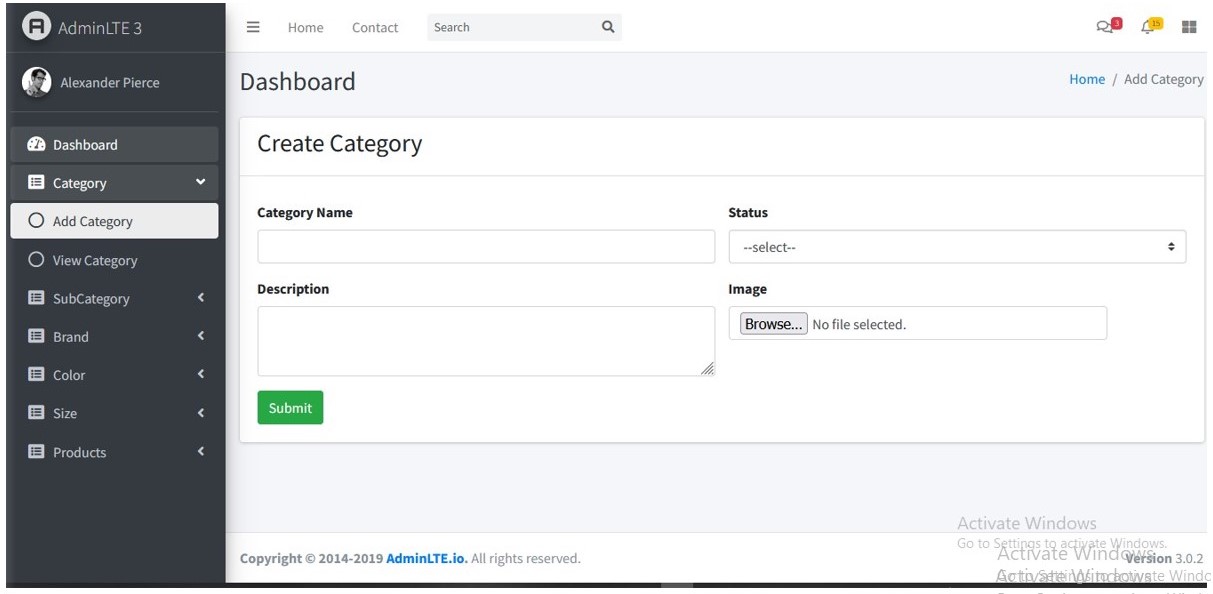 AdminLTE 3
Home Contact Search 3 15
Alexander Pierce
Dashboard Home / Add Category
Dashboard
Category
Add Category
View Category
SubCategory
Brand
Color
Size
Products
Create Category
Category Name Status
--select--
Description Image
Browse... No file selected.
Submit
Activate Windows
Go to Settings to activate Windows.
Activate Windows
Copyright © 2014-2019 AdminLTE.io. All rights reserved. Version 3.0.2
Activate Windows